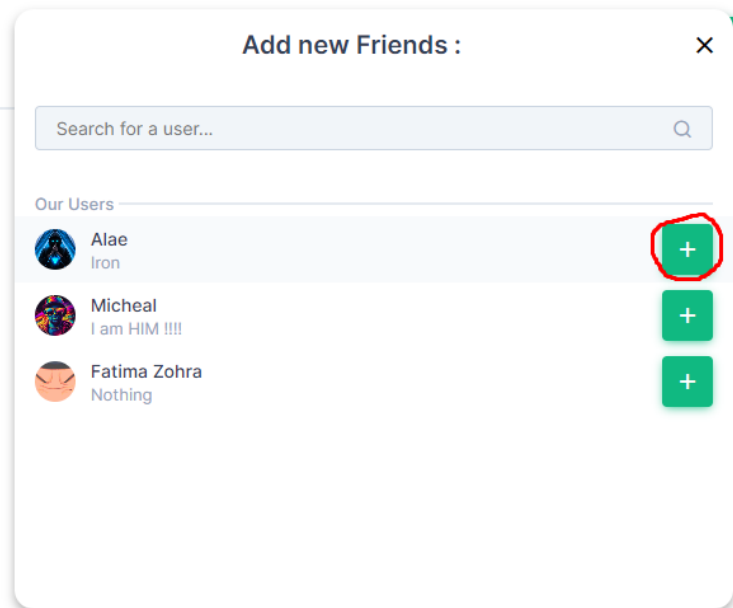 Add new Friends :
Search for a user...
Our Users
Alae
Iron
Micheal
I am HIM !!!!
Fatima Zohra
Nothing